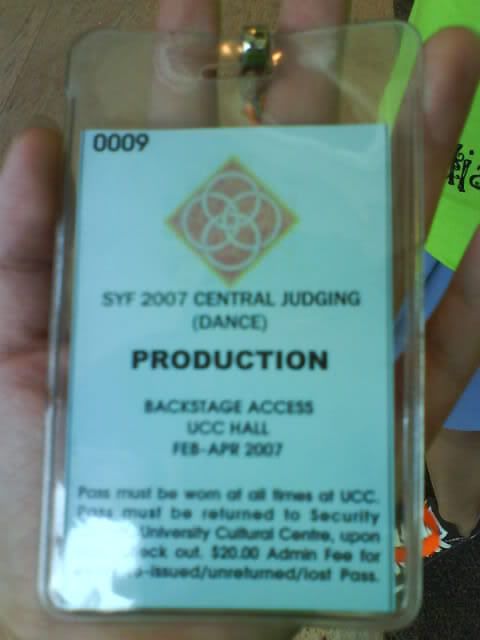 0009
SYF 2007 CENTRAL JUDGING
(DANCE)
PRODUCTION
BACKSTAGE ACCESS
UCC HALL
FEB-APR 2007
Pass must be worn at all times at UCC.
Pass must be returned to Security
University Cultural Centre, upon
out. $20.00 Admin Fee for
-issued/unreturned/lost Pass.